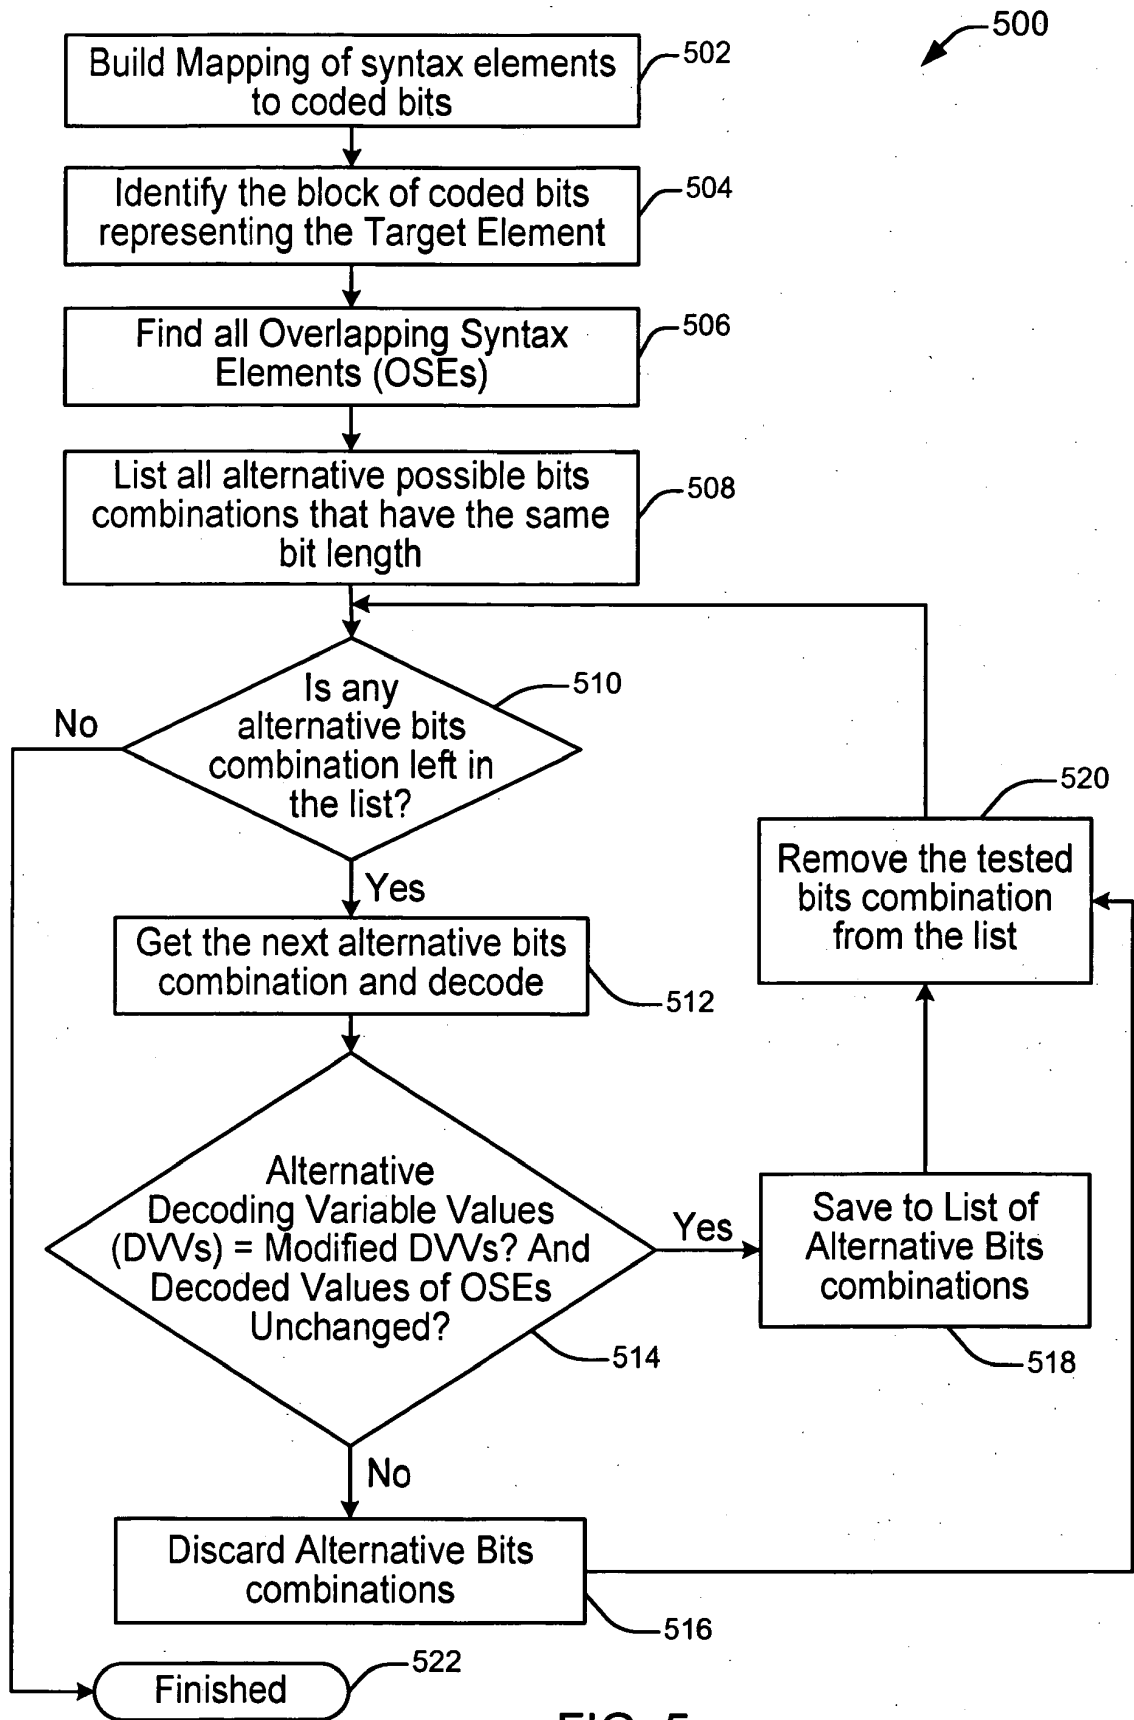 500
Build Mapping of syntax elements
to coded bits
502
Identify the block of coded bits
representing the Target Element
504
Find all Overlapping Syntax
Elements (OSEs)
506
List all alternative possible bits
combinations that have the same
bit length
508
Is any
alternative bits
combination left in
the list?
510
No
Yes
Get the next alternative bits
combination and decode
512
Alternative
Decoding Variable Values
(DVVs) = Modified DVVs? And
Decoded Values of OSEs
Unchanged?
514
Yes
No
Save to List of
Alternative Bits
combinations
518
Remove the tested
bits combination
from the list
520
Discard Alternative Bits
combinations
516
Finished
522
FIG. 5